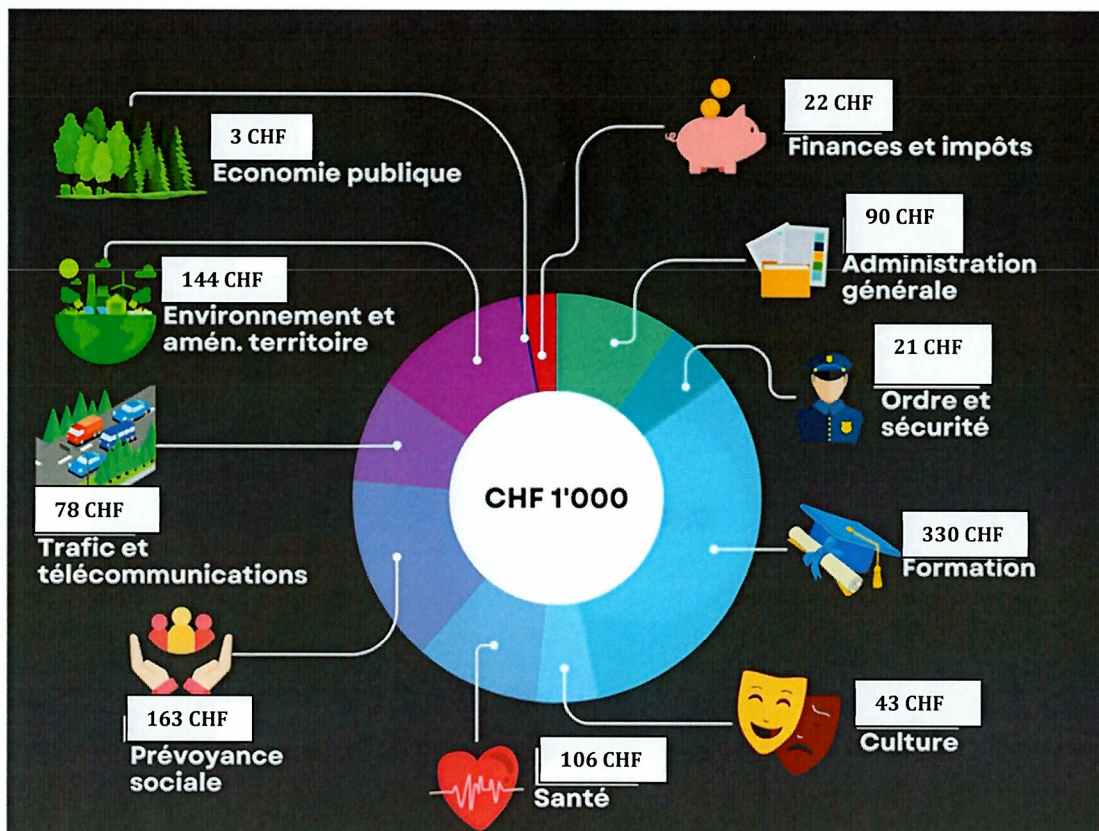 3 CHF
Economie publique
22 CHF
Finances et impôts
90 CHF
Administration
générale
144 CHF
Environnement et
amén. territoire
21 CHF
Ordre et
sécurité
78 CHF
Trafic et
télécommunications
CHF 1'000
330 CHF
Formation
163 CHF
Prévoyance
sociale
106 CHF
Santé
43 CHF
Culture